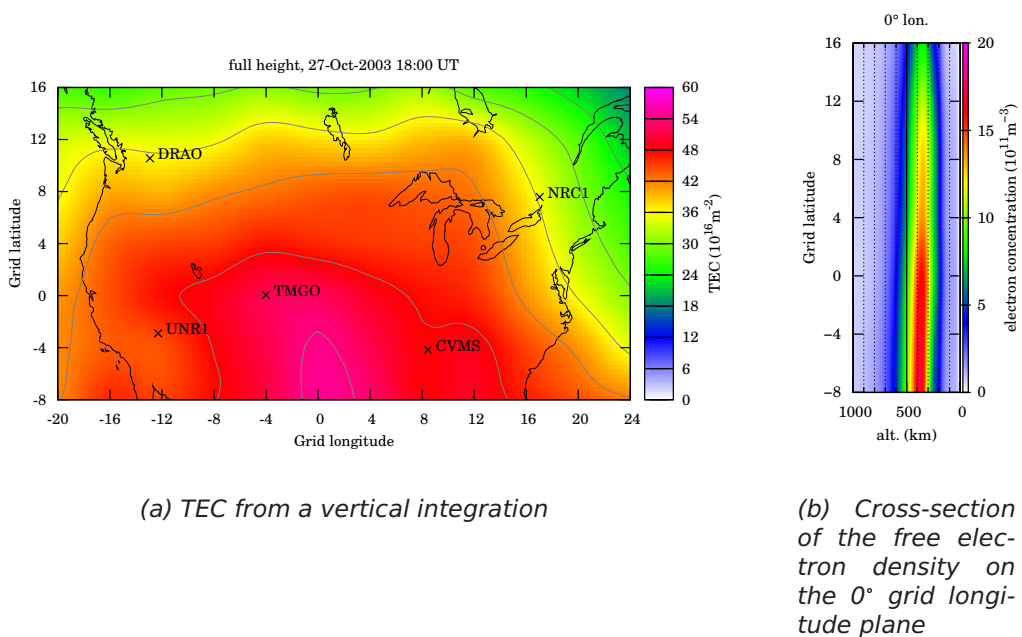 full height, 27-Oct-2003 18:00 UT
16
12
8
4
0
-4
-8
Grid latitude
-20
-16
-12
-8
-4
0
4
8
12
16
20
24
Grid longitude
DRAO
NRC1
TMGO
UNR1
CVMS
60
54
48
42
36
30
24
18
12
6
0
TEC (10^16 m^-2)
(a) TEC from a vertical integration
0° lon.
16
12
8
4
0
−4
−8
Grid latitude
1000
500
0
alt. (km)
20
15
10
5
0
electron concentration (10^11 m^−3)
(b) Cross-section
of the free elec-
tron density on
the 0° grid longi-
tude plane